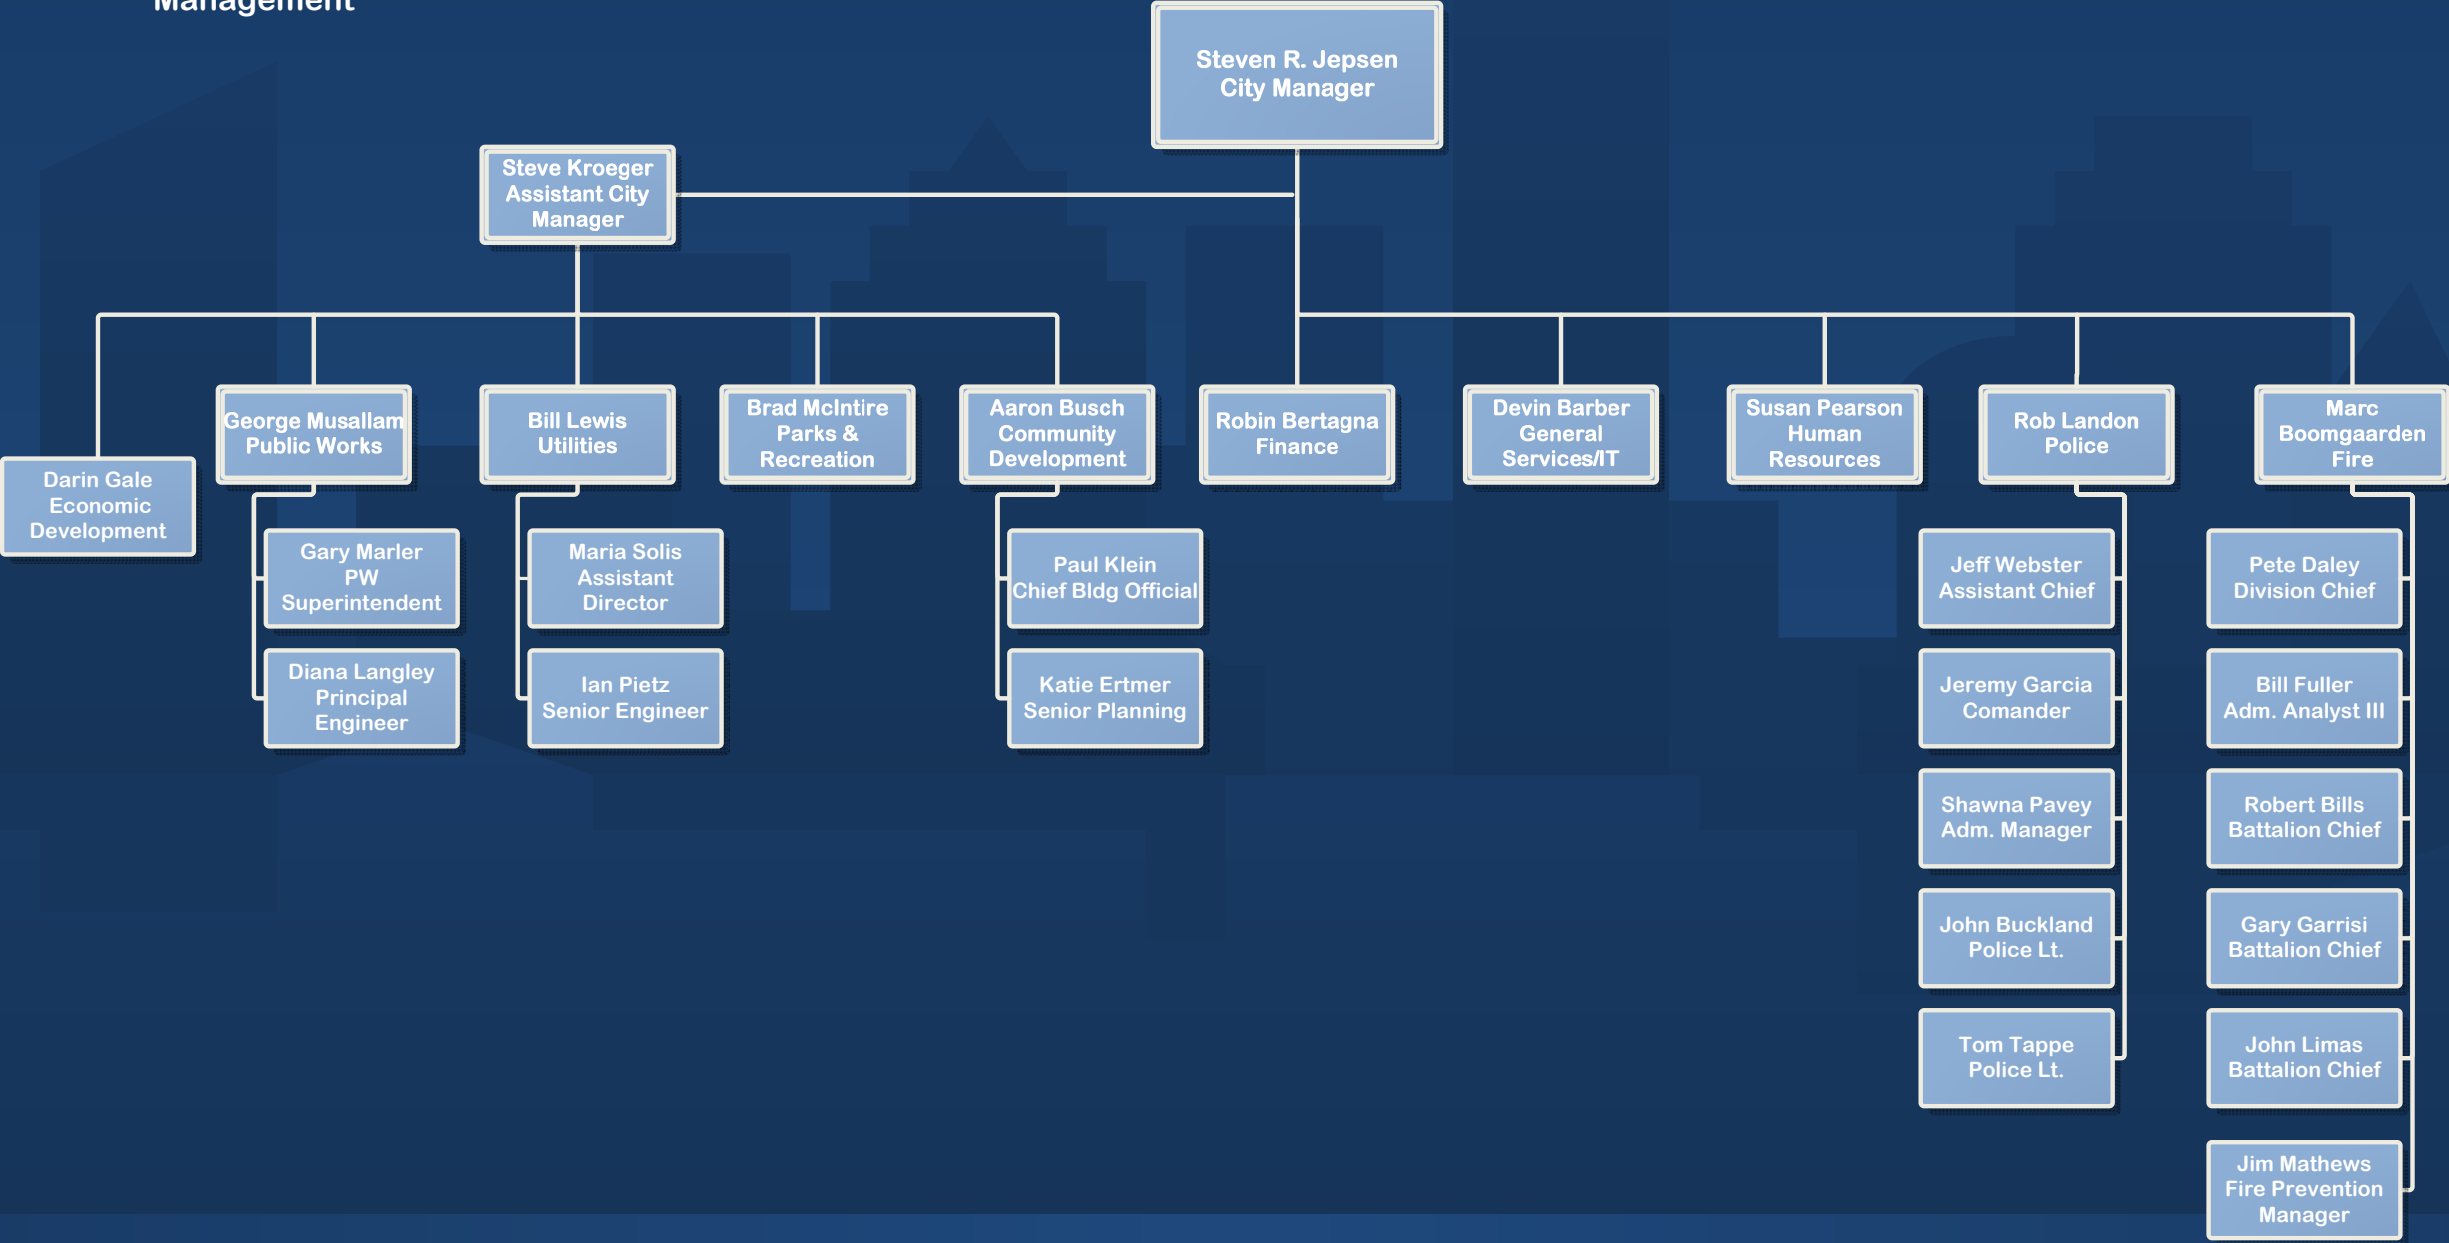 Management
Steven R. Jepsen
City Manager
Steve Kroeger
Assistant City
Manager
Darin Gale
Economic
Development
George Musallam
Public Works
Bill Lewis
Utilities
Brad McIntire
Parks &
Recreation
Aaron Busch
Community
Development
Robin Bertagna
Finance
Devin Barber
General
Services/IT
Susan Pearson
Human
Resources
Rob Landon
Police
Marc
Boomgaarden
Fire
Gary Marler
PW
Superintendent
Diana Langley
Principal
Engineer
Maria Solis
Assistant
Director
Ian Pietz
Senior Engineer
Paul Klein
Chief Bldg Official
Katie Ertmer
Senior Planning
Jeff Webster
Assistant Chief
Jeremy Garcia
Comander
Shawna Pavey
Adm. Manager
John Buckland
Police Lt.
Tom Tappe
Police Lt.
Pete Daley
Division Chief
Bill Fuller
Adm. Analyst III
Robert Bills
Battalion Chief
Gary Garrisi
Battalion Chief
John Limas
Battalion Chief
Jim Mathews
Fire Prevention
Manager